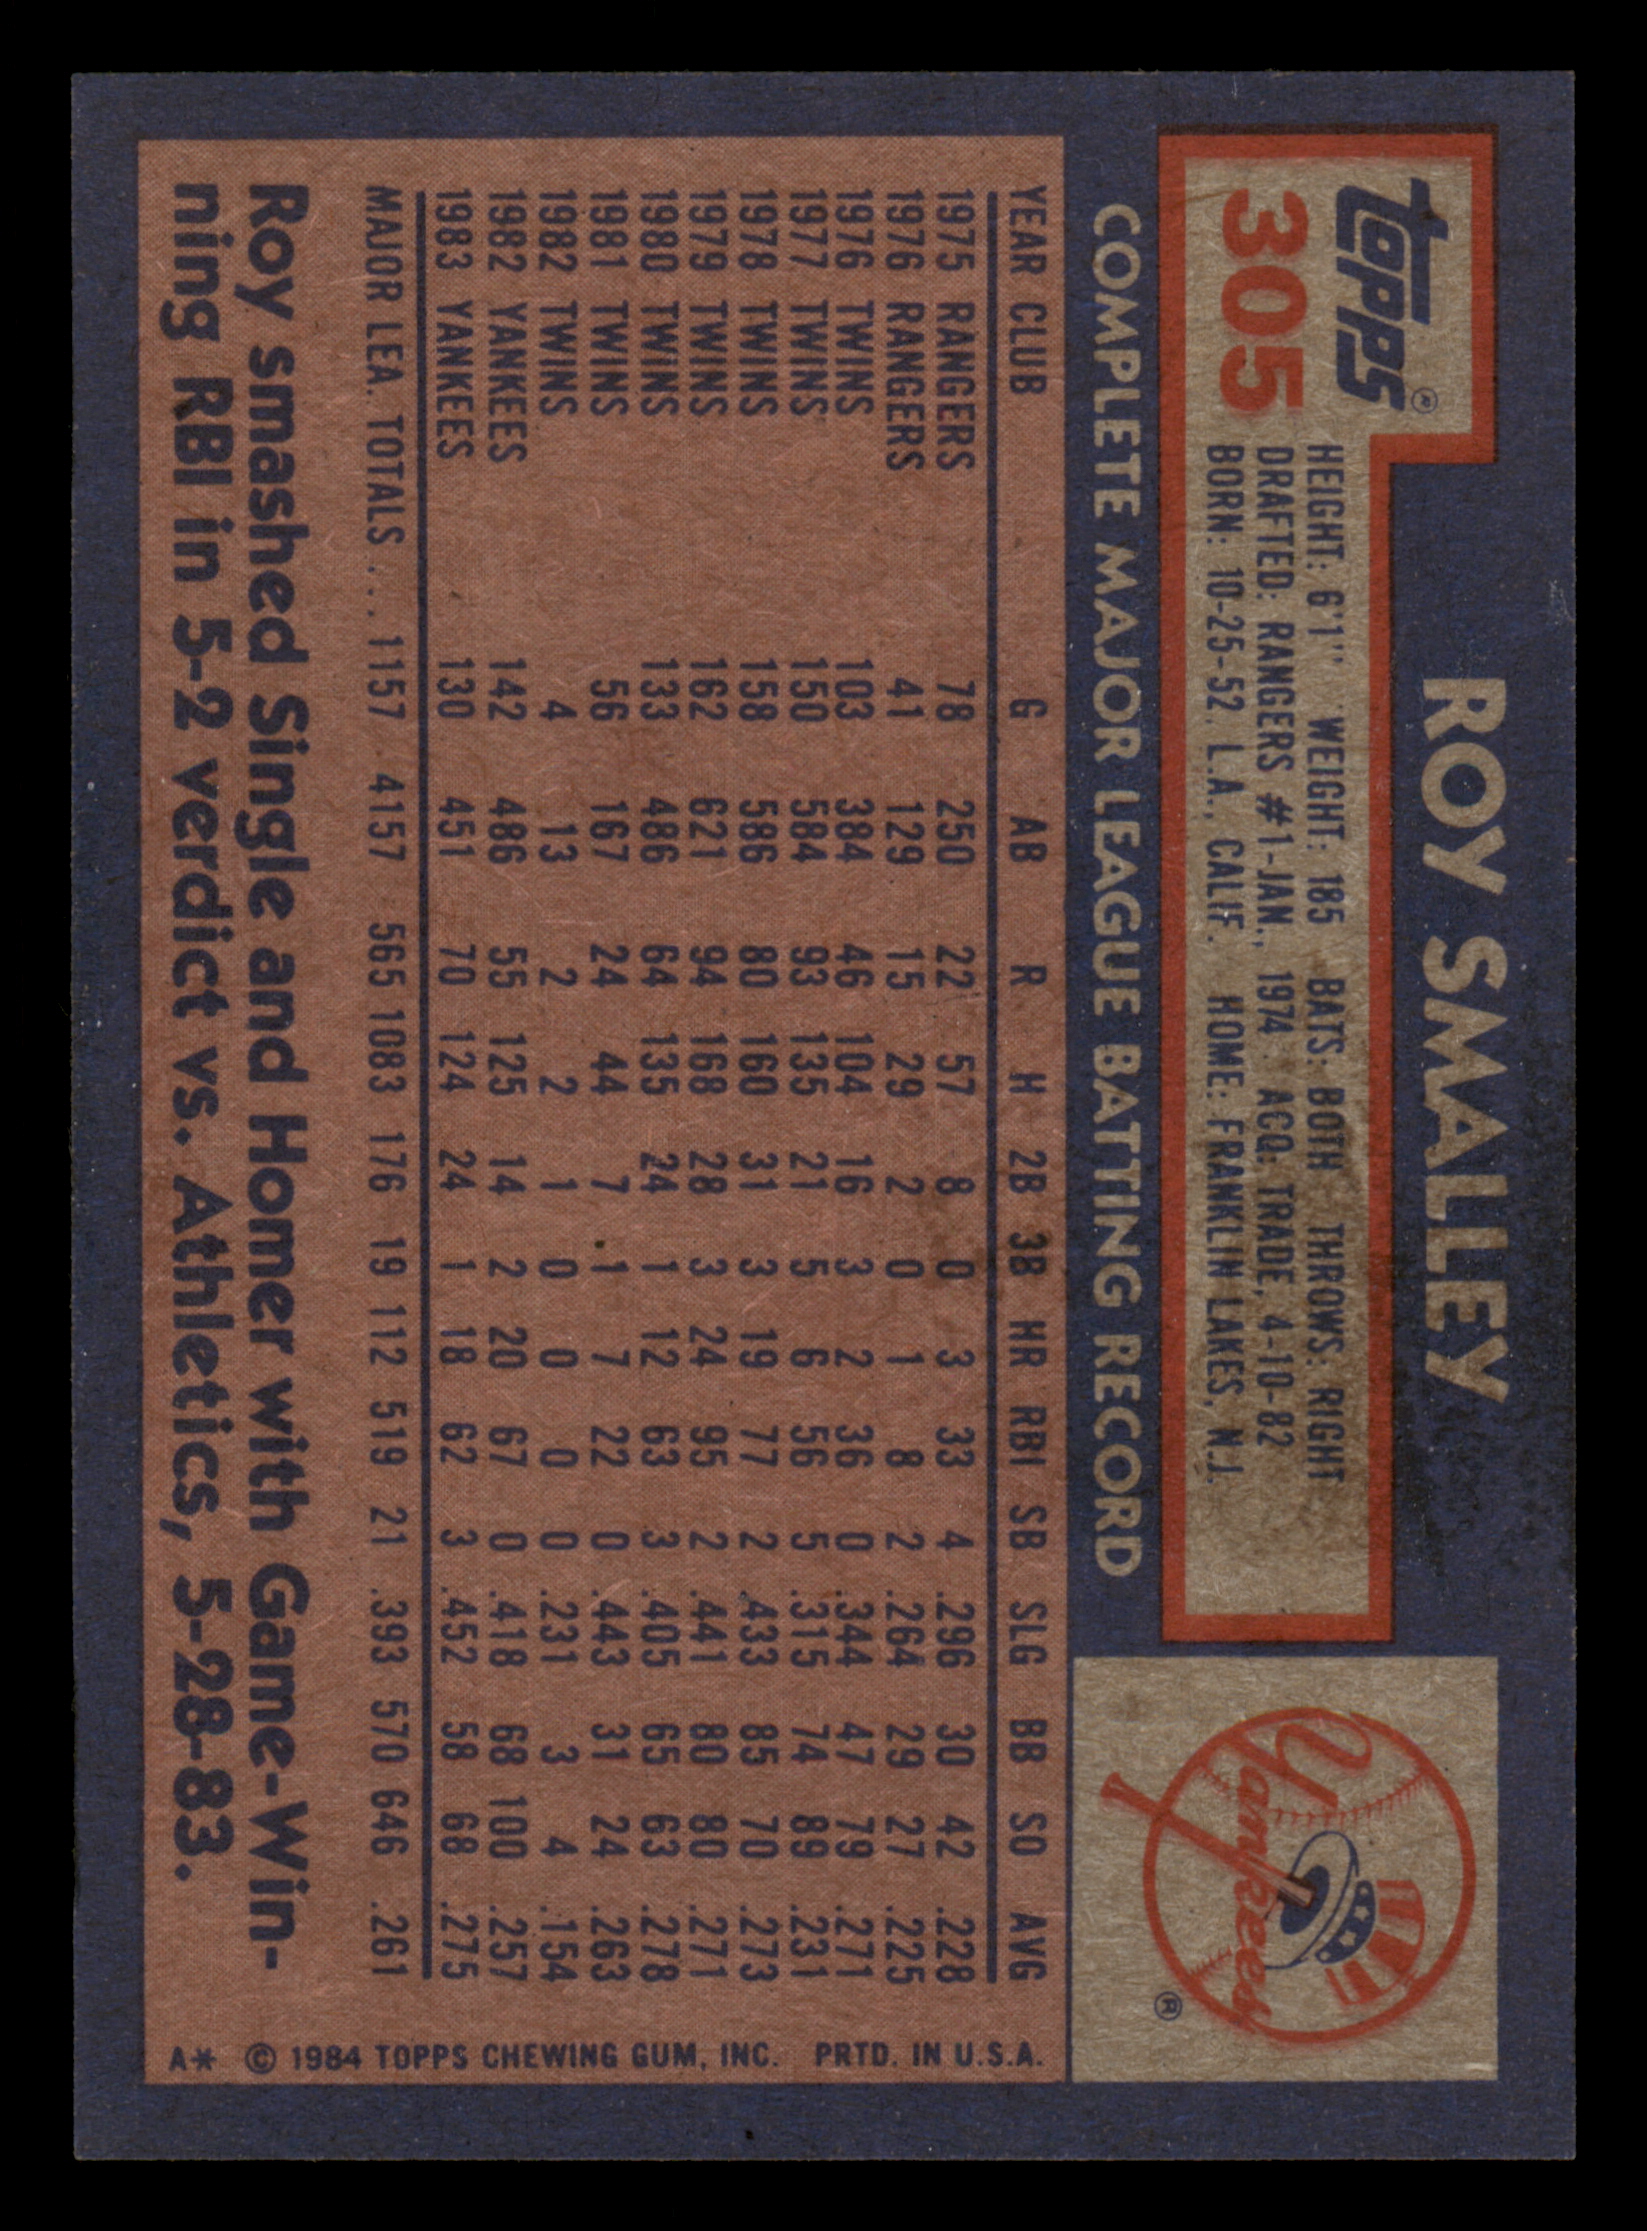 topps®
305
ROY SMALLEY
HEIGHT: 6'1" WEIGHT: 185 BATS: BOTH THROWS: RIGHT
DRAFTED: RANGERS #1-JAN., 1974 ACQ: TRADE, 4-10-82
BORN: 10-25-52, L.A., CALIF. HOME: FRANKLIN LAKES, N.J.
Yankees ®
COMPLETE MAJOR LEAGUE BATTING RECORD
YEAR CLUB G AB R H 2B 3B HR RBI SB SLG BB SO AVG
1975 RANGERS 78 250 22 57 8 0 3 33 4 .296 30 42 .228
1976 RANGERS 41 129 15 29 2 0 1 8 2 .264 29 27 .225
1976 TWINS 103 384 46 104 16 3 2 36 0 .344 47 79 .271
1977 TWINS 150 584 93 135 21 5 6 56 5 .315 74 89 .231
1978 TWINS 158 586 80 160 31 3 19 77 2 .433 85 70 .273
1979 TWINS 162 621 94 168 28 3 24 95 2 .441 80 80 .271
1980 TWINS 133 486 64 135 24 1 12 63 3 .405 65 63 .278
1981 TWINS 56 167 24 44 7 1 7 22 0 .443 31 24 .263
1982 TWINS 4 13 2 2 1 0 0 0 0 .231 3 4 .154
1982 YANKEES 142 486 55 125 14 2 20 67 0 .418 68 100 .257
1983 YANKEES 130 451 70 124 24 1 18 62 3 .452 58 68 .275
MAJOR LEA. TOTALS ... 1157 4157 565 1083 176 19 112 519 21 .393 570 646 .261
Roy smashed Single and Homer with Game-Win-
ning RBI in 5-2 verdict vs. Athletics, 5-28-83.
A* © 1984 TOPPS CHEWING GUM, INC. PRTD. IN U.S.A.